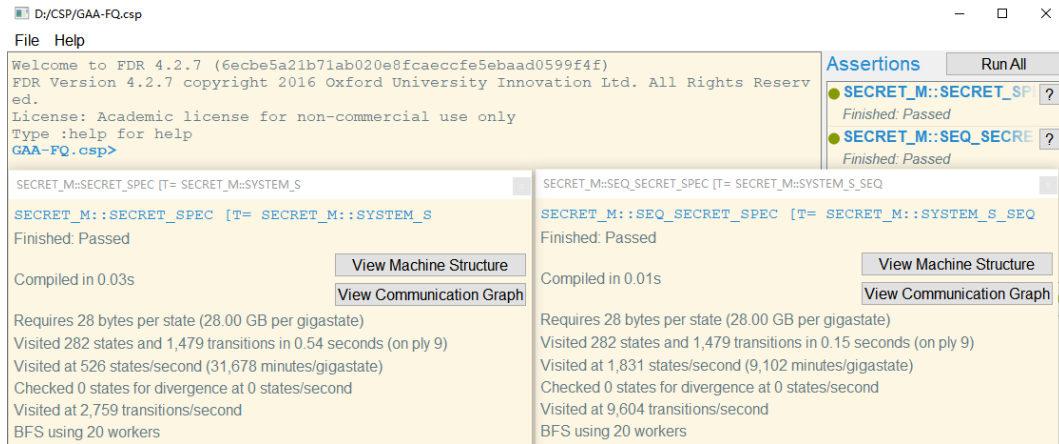 D:/CSP/GAA-FQ.csp
File Help
Welcome to FDR 4.2.7 (6ecbe5a21b71ab020e8fcaeccfe5ebaad0599f4f)
FDR Version 4.2.7 copyright 2016 Oxford University Innovation Ltd. All Rights Reserv
ed.
License: Academic license for non-commercial use only
Type :help for help
GAA-FQ.csp>
Assertions Run All
SECRET_M::SECRET_SP ?
Finished: Passed
SECRET_M::SEQ_SECRE ?
Finished: Passed
SECRET_M::SECRET_SPEC [T= SECRET_M::SYSTEM_S
SECRET_M::SECRET_SPEC [T= SECRET_M::SYSTEM_S
Finished: Passed
View Machine Structure
Compiled in 0.03s
View Communication Graph
Requires 28 bytes per state (28.00 GB per gigastate)
Visited 282 states and 1,479 transitions in 0.54 seconds (on ply 9)
Visited at 526 states/second (31,678 minutes/gigastate)
Checked 0 states for divergence at 0 states/second
Visited at 2,759 transitions/second
BFS using 20 workers
SECRET_M::SEQ_SECRET_SPEC [T= SECRET_M::SYSTEM_S_SEQ
SECRET_M::SEQ_SECRET_SPEC [T= SECRET_M::SYSTEM_S_SEQ
Finished: Passed
View Machine Structure
Compiled in 0.01s
View Communication Graph
Requires 28 bytes per state (28.00 GB per gigastate)
Visited 282 states and 1,479 transitions in 0.15 seconds (on ply 9)
Visited at 1,831 states/second (9,102 minutes/gigastate)
Checked 0 states for divergence at 0 states/second
Visited at 9,604 transitions/second
BFS using 20 workers